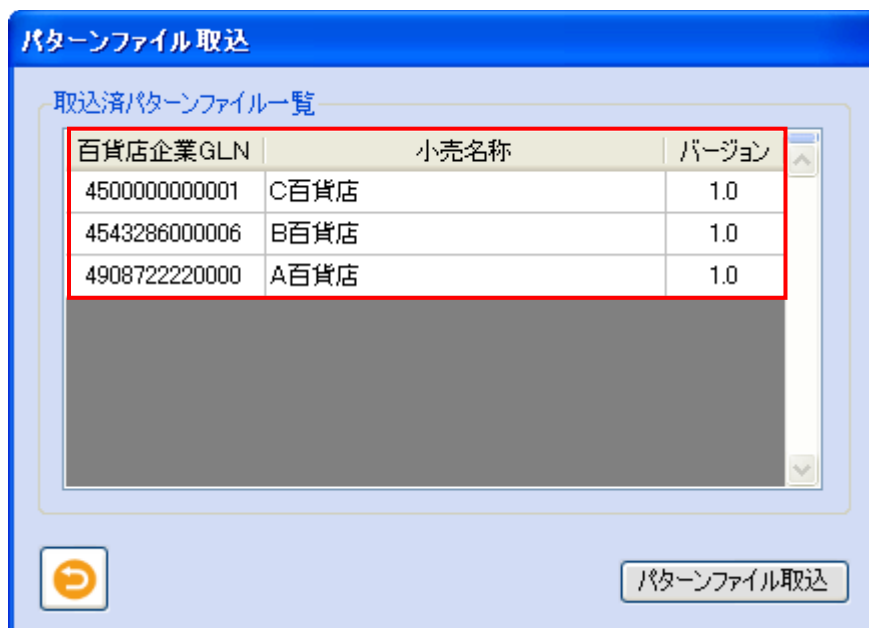 パターンファイル取込
取込済パターンファイル一覧
百貨店企業GLN 小売名称 バージョン
4500000000001 C百貨店 1.0
4543286000006 B百貨店 1.0
4908722220000 A百貨店 1.0
パターンファイル取込